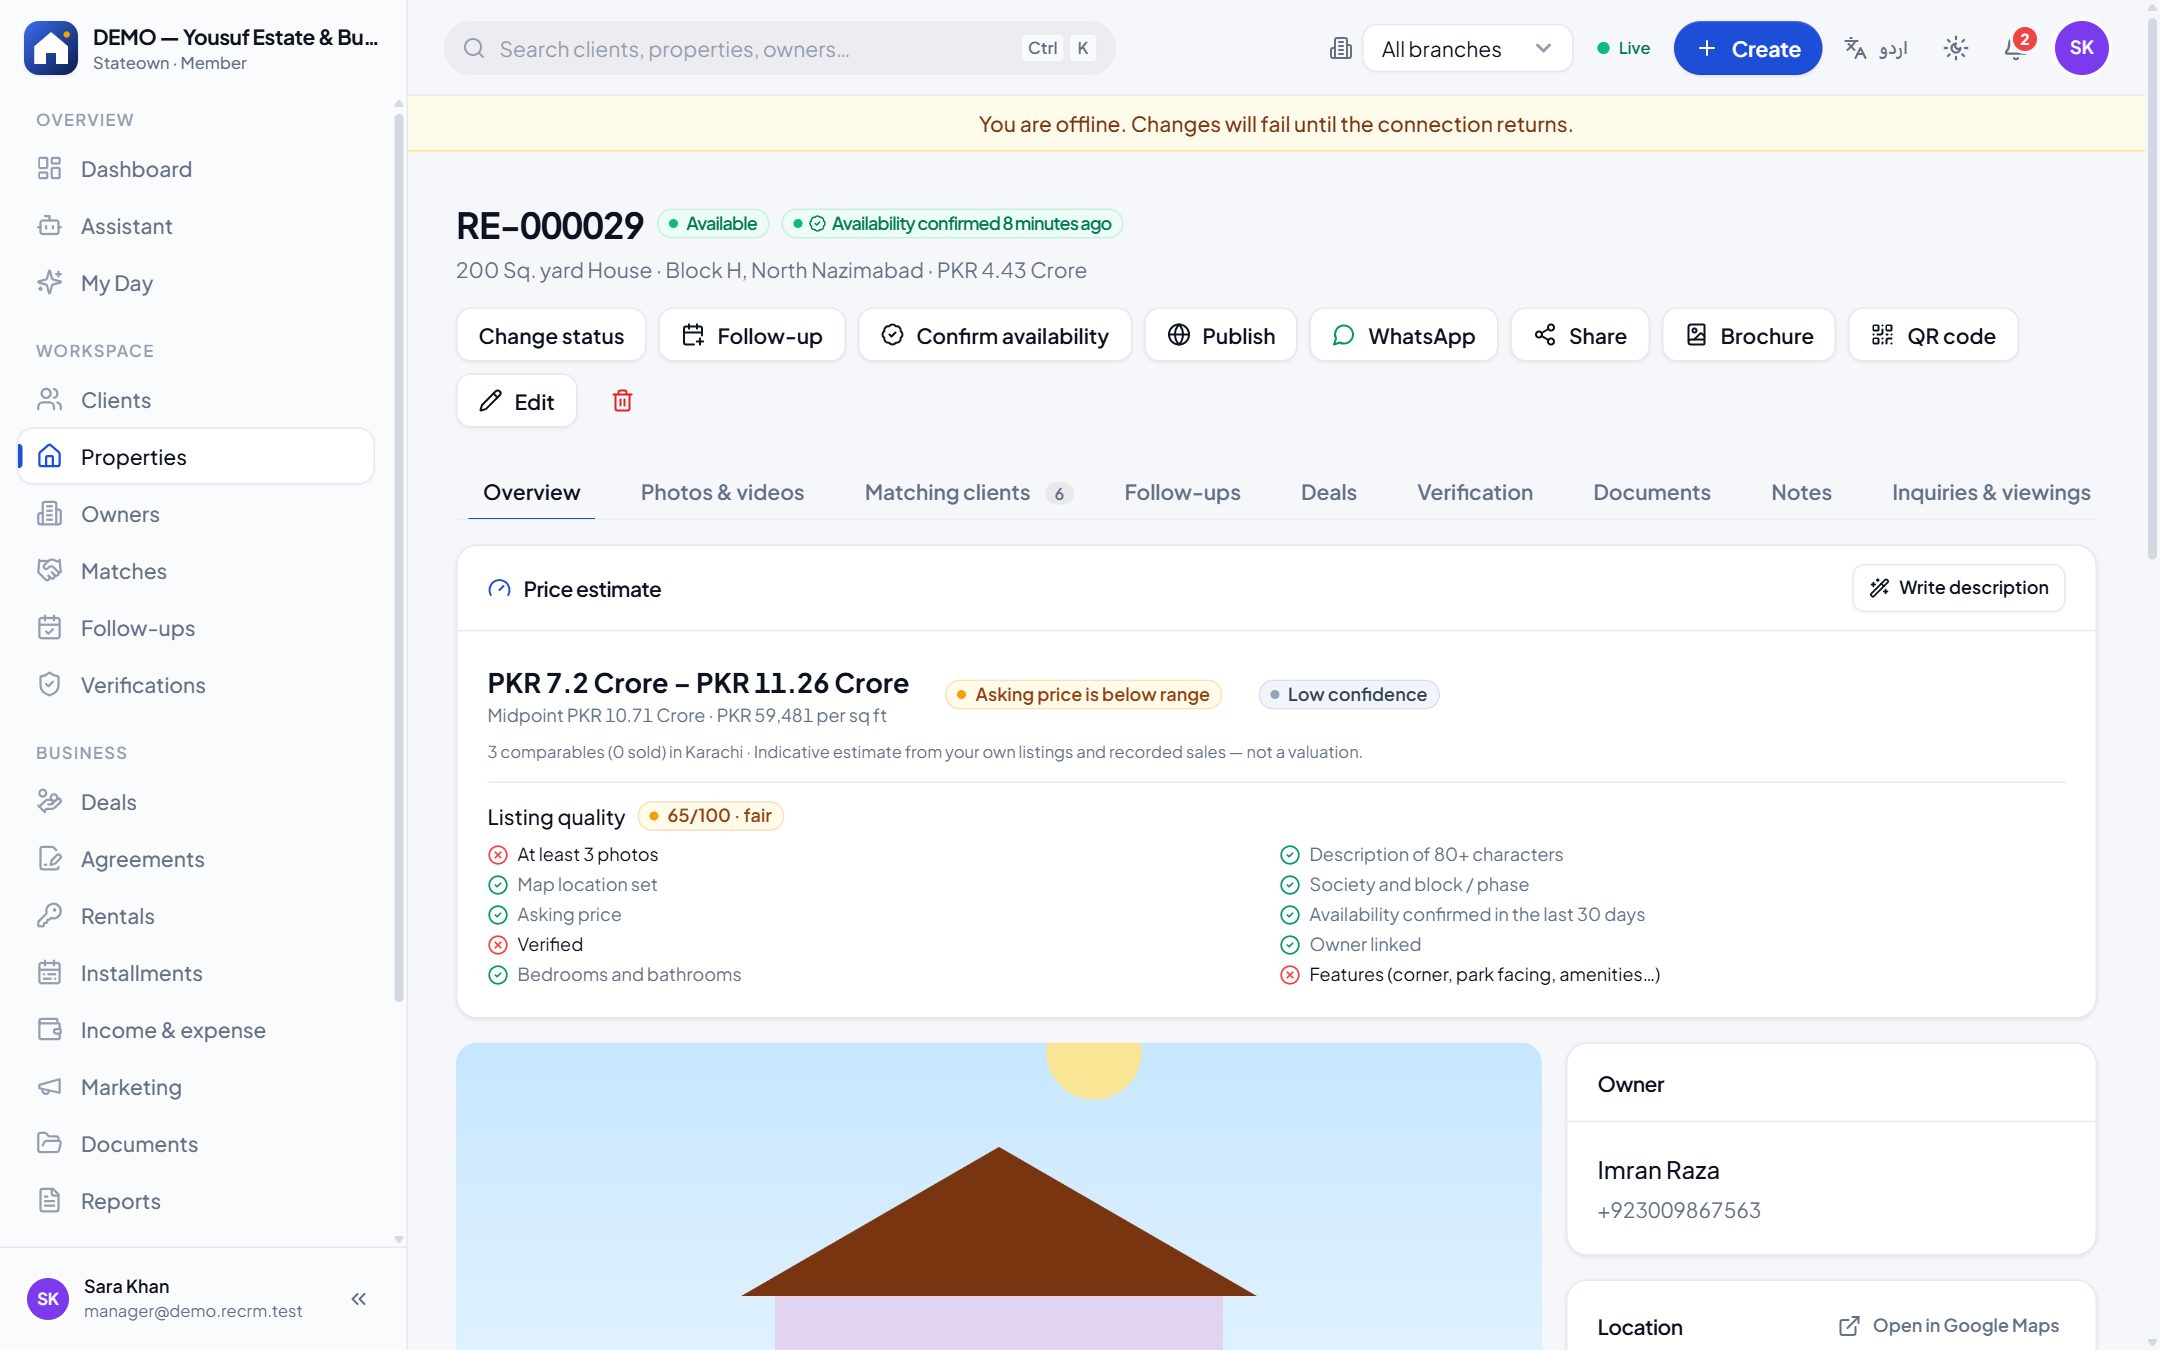 DEMO — Yousuf Estate & Bu...
Stateown · Member
Search clients, properties, owners...
Ctrl K
All branches
Live
Create
اردو
2
SK
You are offline. Changes will fail until the connection returns.
OVERVIEW
Dashboard
Assistant
My Day
WORKSPACE
Clients
Properties
Owners
Matches
Follow-ups
Verifications
BUSINESS
Deals
Agreements
Rentals
Installments
Income & expense
Marketing
Documents
Reports
SK
Sara Khan
manager@demo.recrm.test
RE-000029
Available
Availability confirmed 8 minutes ago
200 Sq. yard House · Block H, North Nazimabad · PKR 4.43 Crore
Change status
Follow-up
Confirm availability
Publish
WhatsApp
Share
Brochure
QR code
Edit
Overview
Photos & videos
Matching clients 6
Follow-ups
Deals
Verification
Documents
Notes
Inquiries & viewings
Price estimate
Write description
PKR 7.2 Crore – PKR 11.26 Crore
Asking price is below range
Low confidence
Midpoint PKR 10.71 Crore · PKR 59,481 per sq ft
3 comparables (0 sold) in Karachi · Indicative estimate from your own listings and recorded sales — not a valuation.
Listing quality
65/100 · fair
At least 3 photos
Description of 80+ characters
Map location set
Society and block / phase
Asking price
Availability confirmed in the last 30 days
Verified
Owner linked
Bedrooms and bathrooms
Features (corner, park facing, amenities...)
Owner
Imran Raza
+923009867563
Location
Open in Google Maps